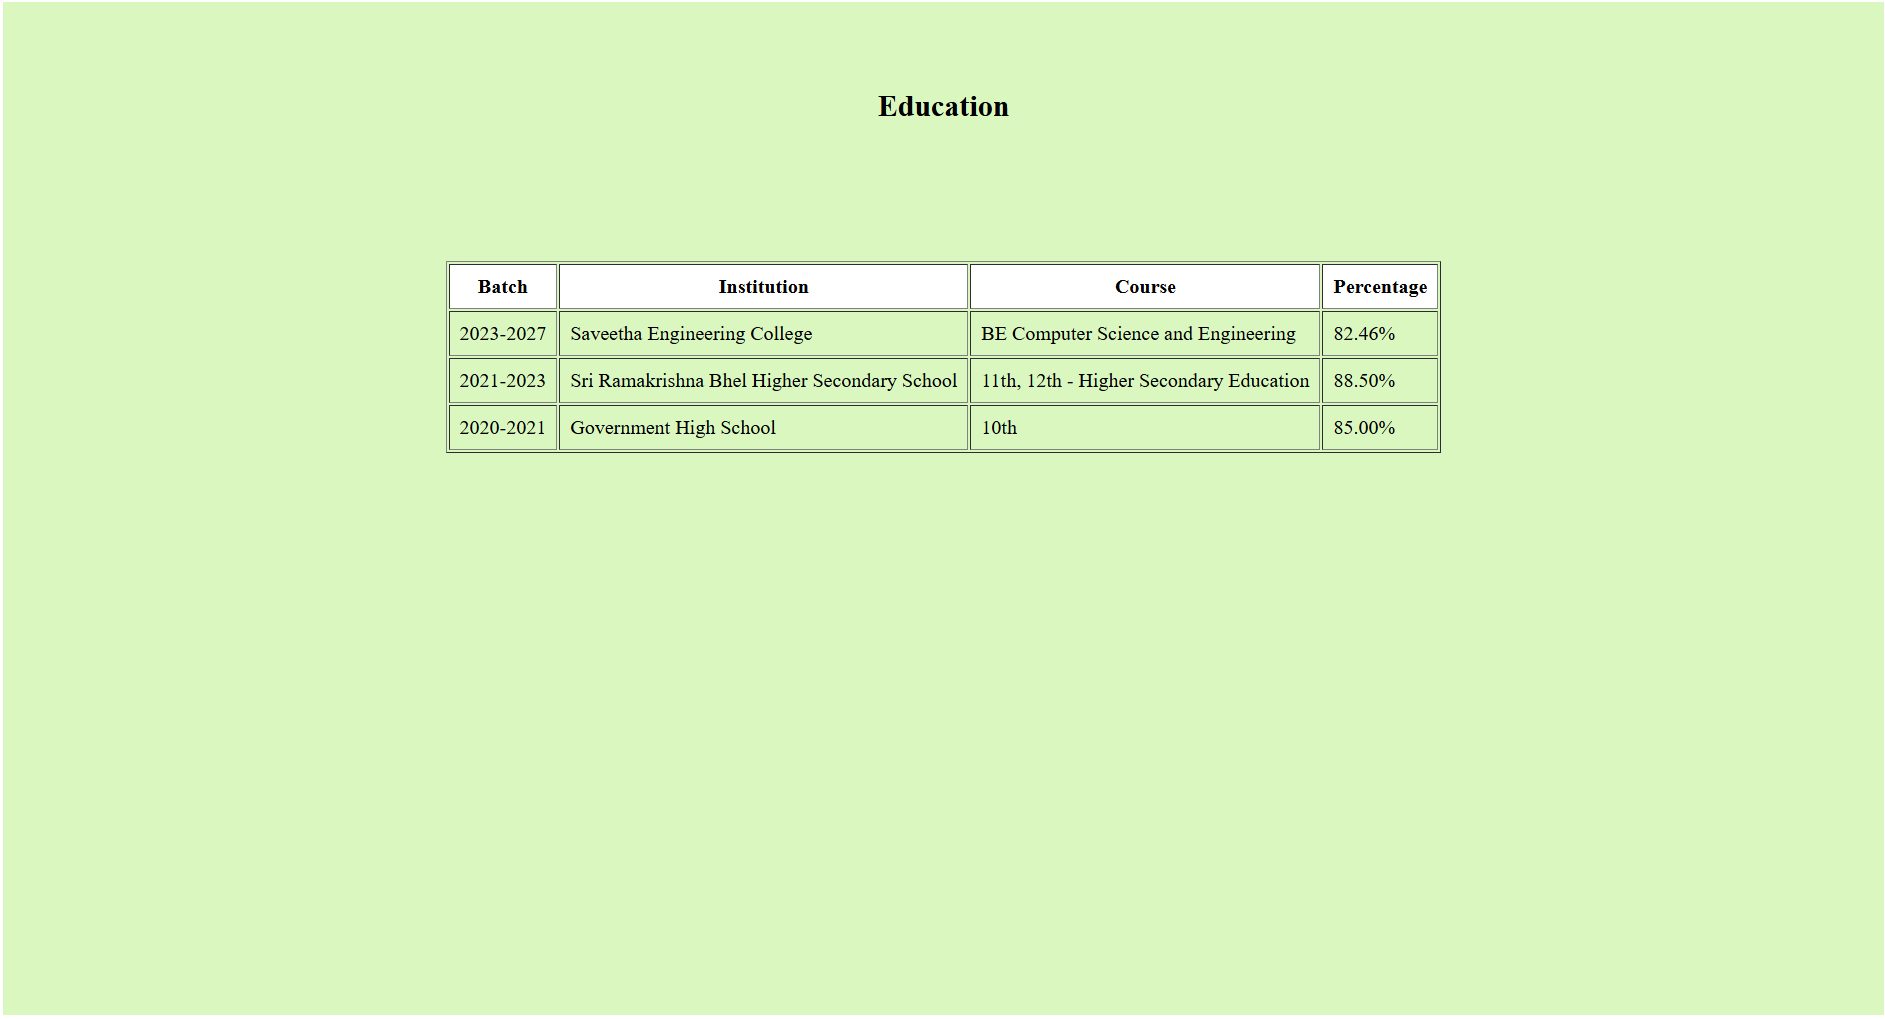 Education
Batch Institution Course Percentage
2023-2027 Saveetha Engineering College BE Computer Science and Engineering 82.46%
2021-2023 Sri Ramakrishna Bhel Higher Secondary School 11th, 12th - Higher Secondary Education 88.50%
2020-2021 Government High School 10th 85.00%